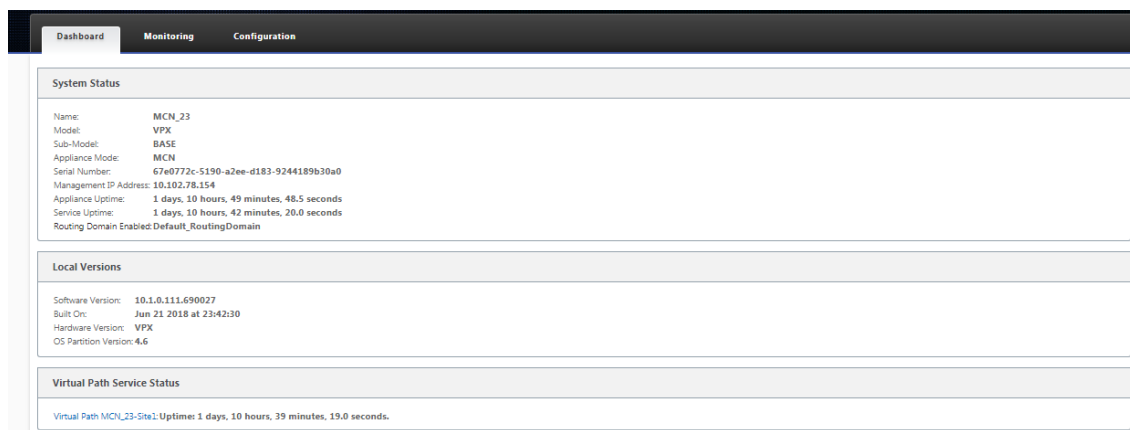 Dashboard Monitoring Configuration
System Status
Name: MCN_23
Model: VPX
Sub-Model: BASE
Appliance Mode: MCN
Serial Number: 67e0772c-5190-a2ee-d183-9244189b30a0
Management IP Address: 10.102.78.154
Appliance Uptime: 1 days, 10 hours, 49 minutes, 48.5 seconds
Service Uptime: 1 days, 10 hours, 42 minutes, 20.0 seconds
Routing Domain Enabled: Default_RoutingDomain
Local Versions
Software Version: 10.1.0.111.690027
Built On: Jun 21 2018 at 23:42:30
Hardware Version: VPX
OS Partition Version: 4.6
Virtual Path Service Status
Virtual Path MCN_23-Site1: Uptime: 1 days, 10 hours, 39 minutes, 19.0 seconds.